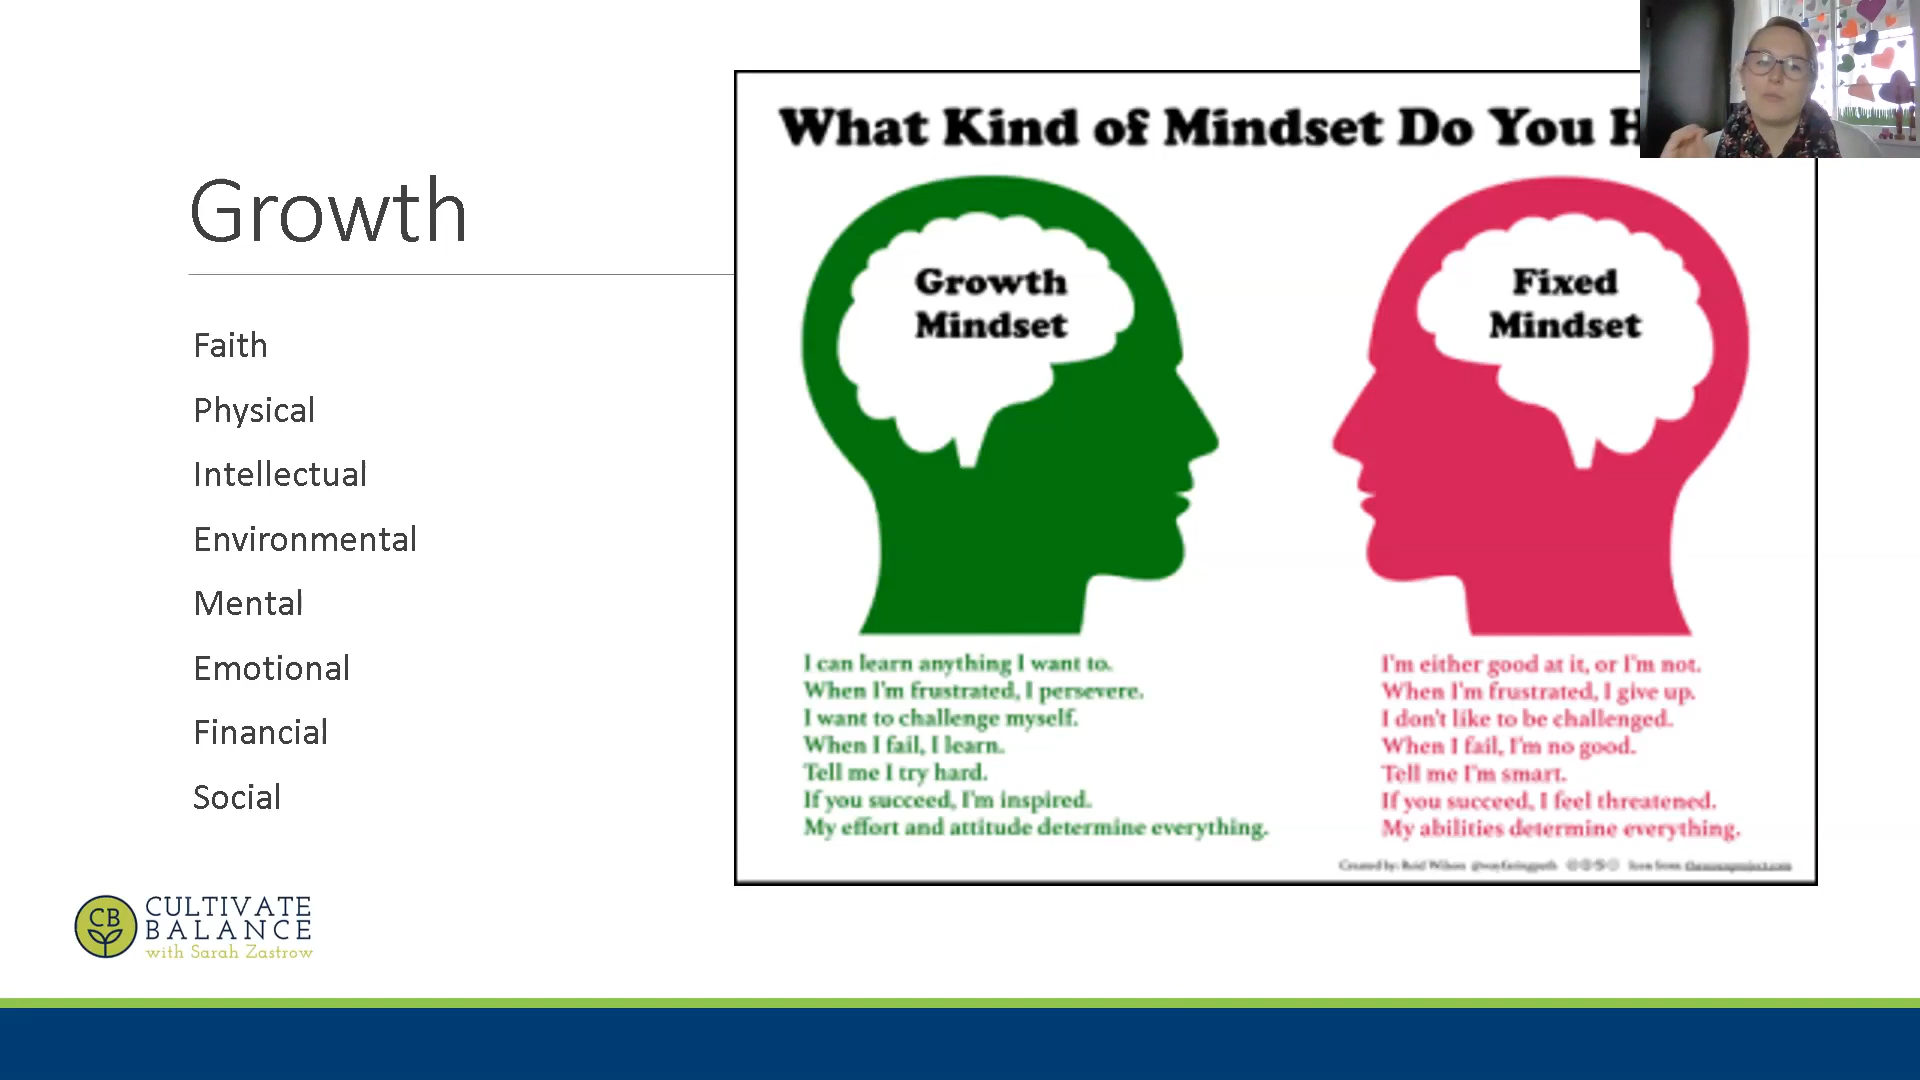 Growth
Faith
Physical
Intellectual
Environmental
Mental
Emotional
Financial
Social
What Kind of Mindset Do You H
Growth
Mindset
I can learn anything I want to.
When I'm frustrated, I persevere.
I want to challenge myself.
When I fail, I learn.
Tell me I try hard.
If you succeed, I'm inspired.
My effort and attitude determine everything.
Fixed
Mindset
I'm either good at it, or I'm not.
When I'm frustrated, I give up.
I don't like to be challenged.
When I fail, I'm no good.
Tell me I'm smart.
If you succeed, I feel threatened.
My abilities determine everything.
Created by: Reid Wilson
CB
CULTIVATE
BALANCE
with Sarah Zastrow